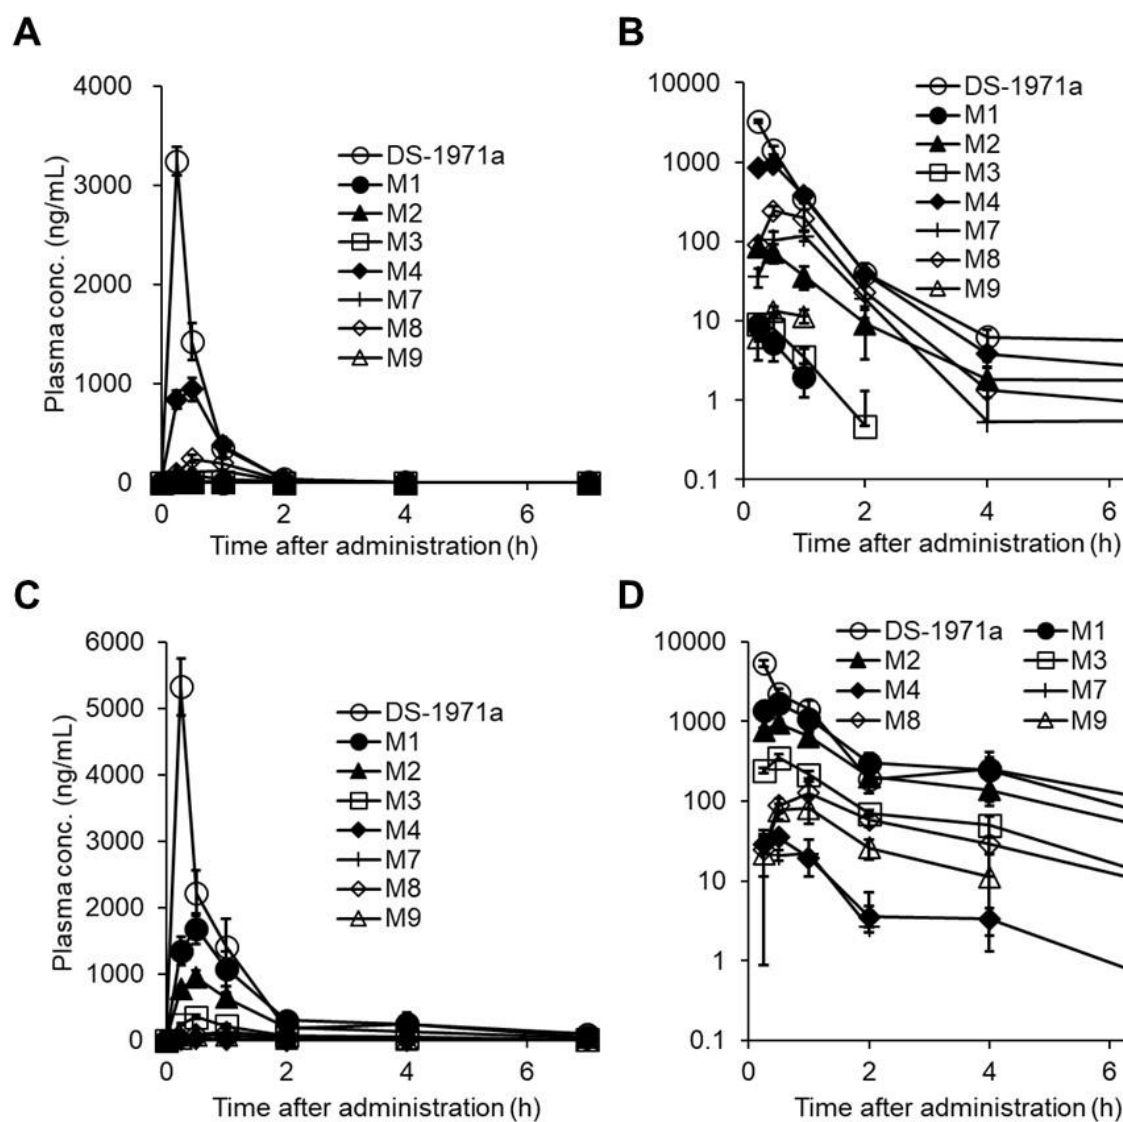 A
Plasma conc. (ng/mL)
4000
3000
2000
1000
0
0 2 4 6
Time after administration (h)
DS-1971a
M1
M2
M3
M4
M7
M8
M9
B
10000
1000
100
10
1
0.1
0 2 4 6
Time after administration (h)
DS-1971a
M1
M2
M3
M4
M7
M8
M9
C
Plasma conc. (ng/mL)
6000
5000
4000
3000
2000
1000
0
0 2 4 6
Time after administration (h)
DS-1971a
M1
M2
M3
M4
M7
M8
M9
D
10000
1000
100
10
1
0.1
0 2 4 6
Time after administration (h)
DS-1971a M1
M2 M3
M4 M7
M8 M9